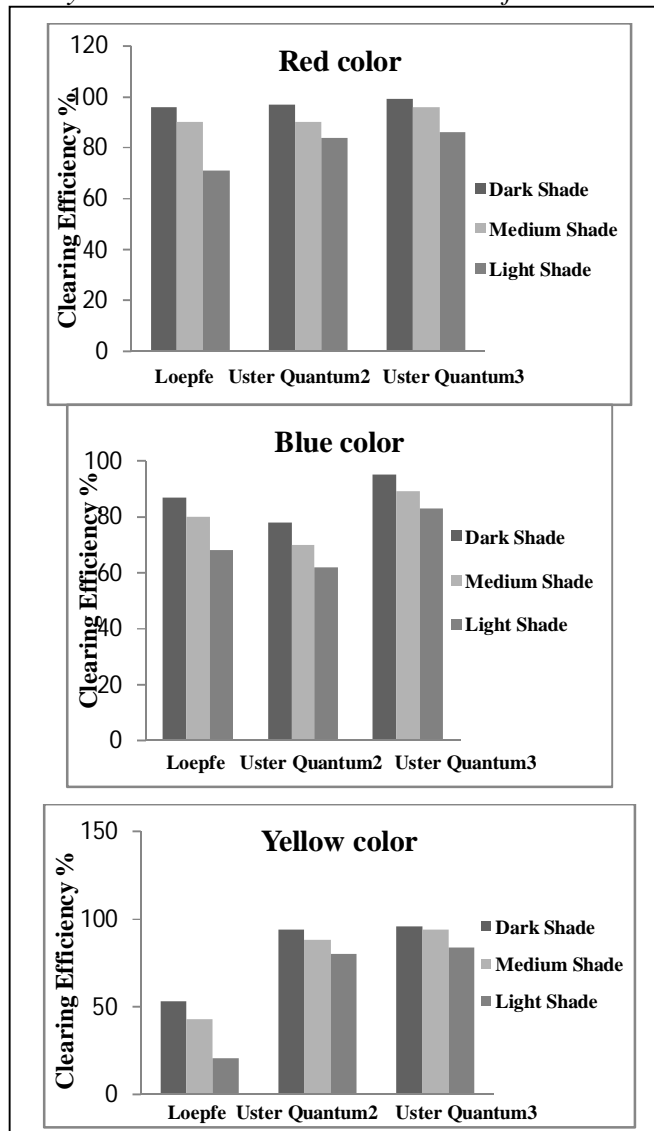 Red color
Clearing Efficiency %
120
100
80
60
40
20
0
Dark Shade
Medium Shade
Light Shade
Loepfe Uster Quantum2 Uster Quantum3
Blue color
Clearing Efficiency %
100
80
60
40
20
0
Dark Shade
Medium Shade
Light Shade
Loepfe Uster Quantum2 Uster Quantum3
Yellow color
Clearing Efficiency %
150
100
50
0
Dark Shade
Medium Shade
Light Shade
Loepfe Uster Quantum2 Uster Quantum3